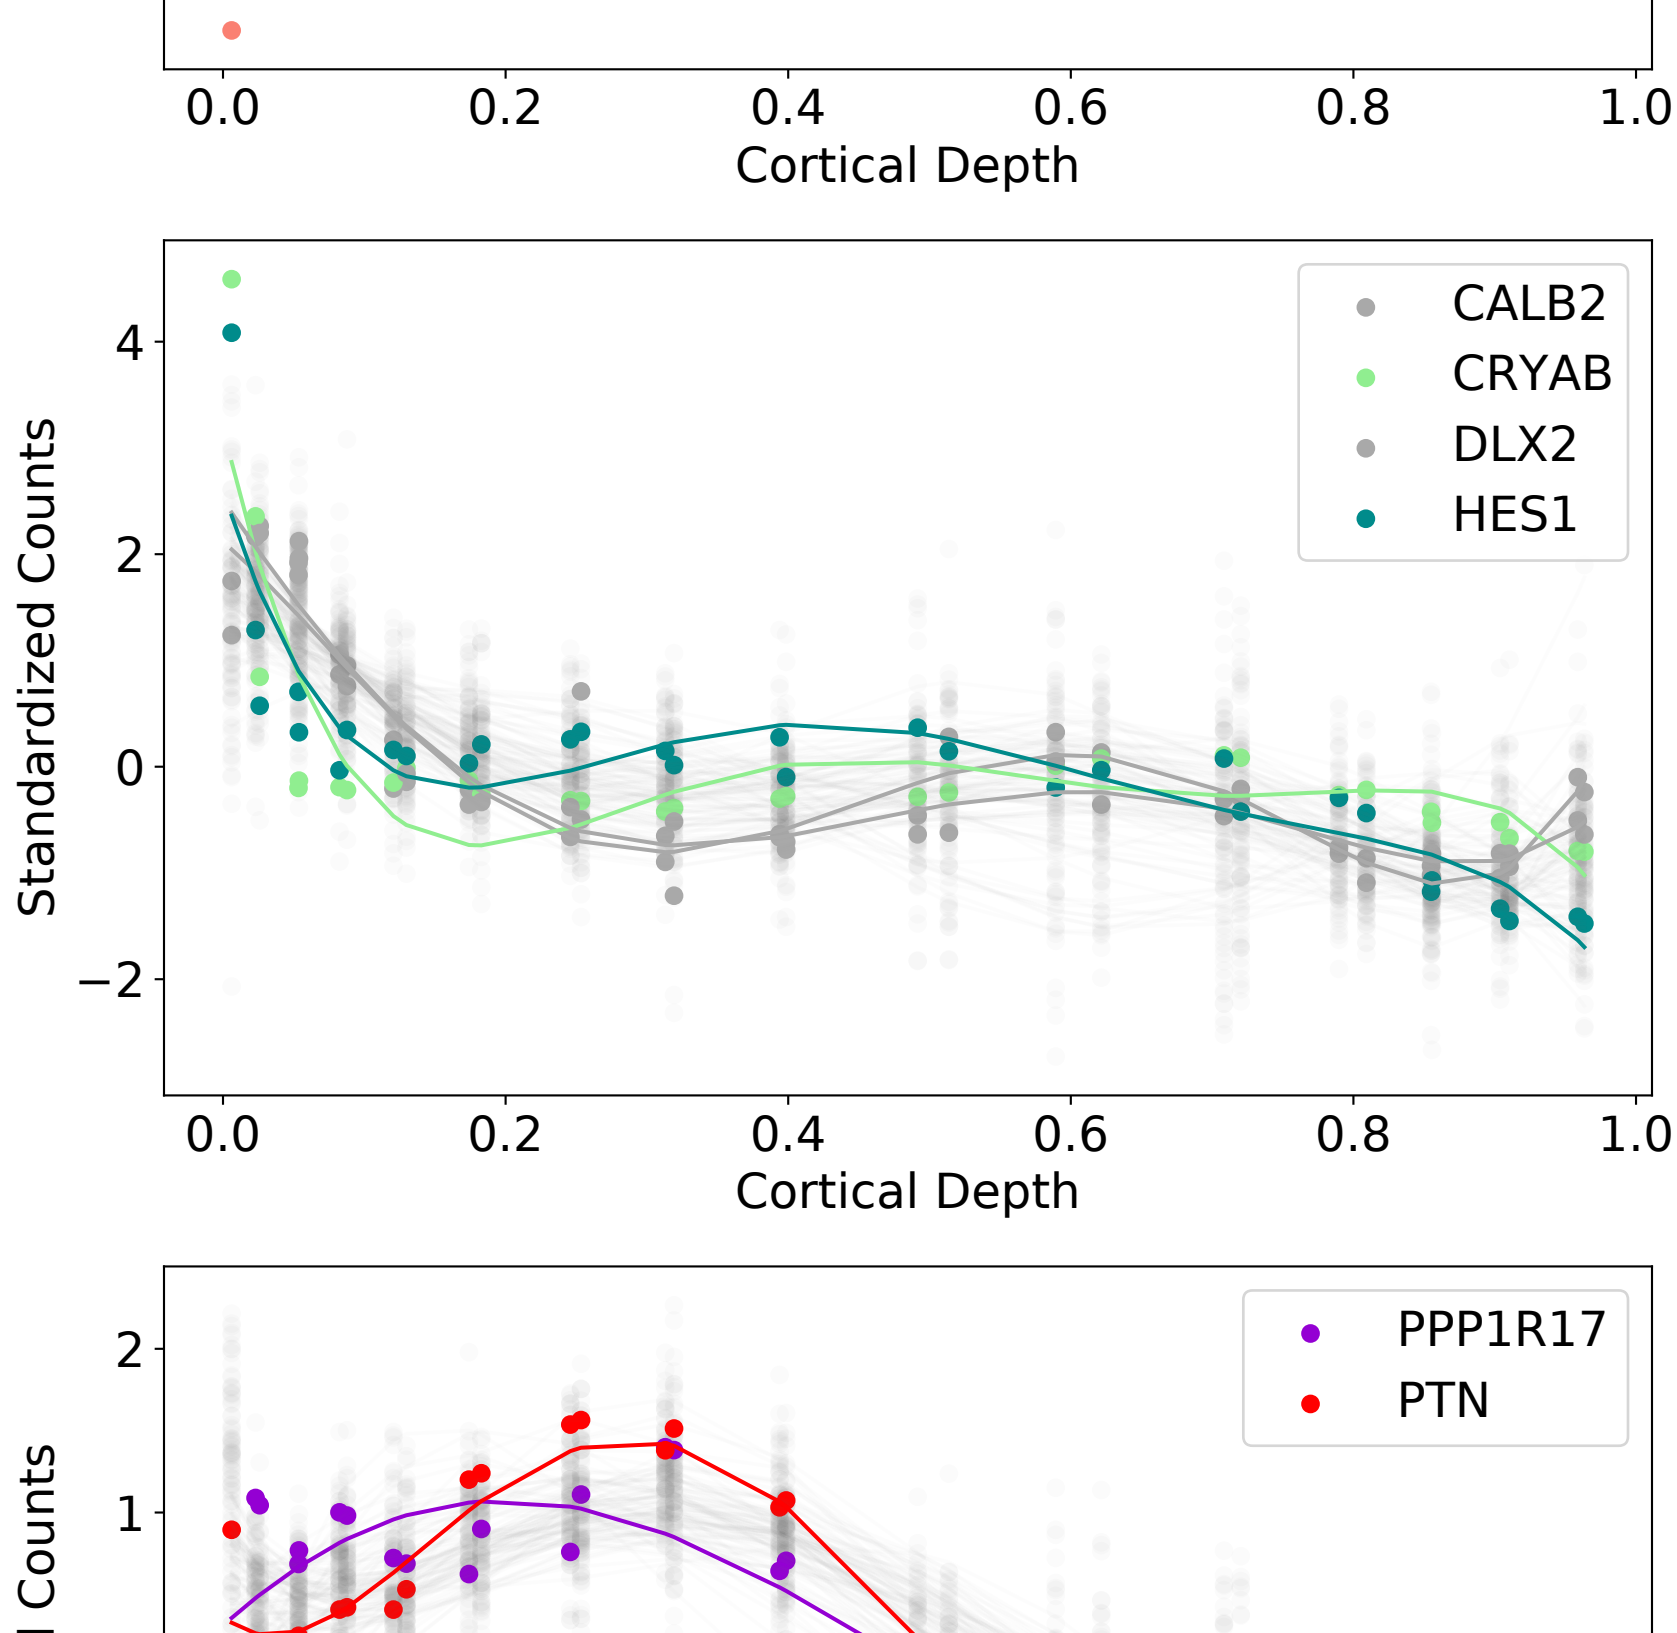 0.0 0.2 0.4 0.6 0.8 1.0
Cortical Depth
CALB2
CRYAB
DLX2
HES1
4
2
0
−2
Standardized Counts
0.0 0.2 0.4 0.6 0.8 1.0
Cortical Depth
PPP1R17
PTN
2
1
Counts